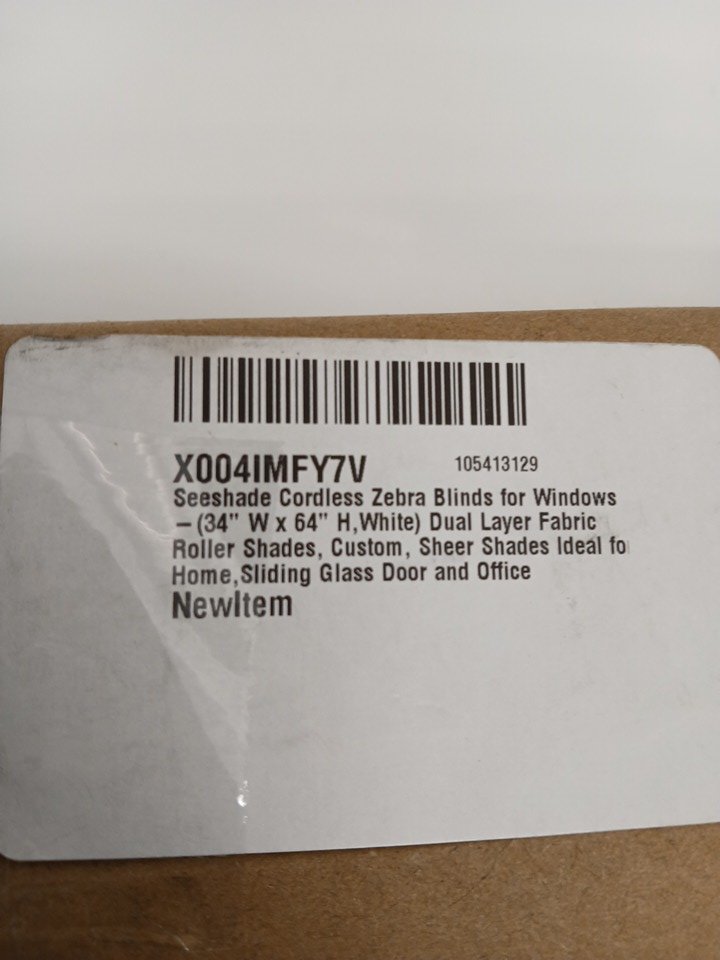 X004IMFY7V 105413129
Seeshade Cordless Zebra Blinds for Windows
– (34" W x 64" H,White) Dual Layer Fabric
Roller Shades, Custom, Sheer Shades Ideal fo
Home,Sliding Glass Door and Office
NewItem